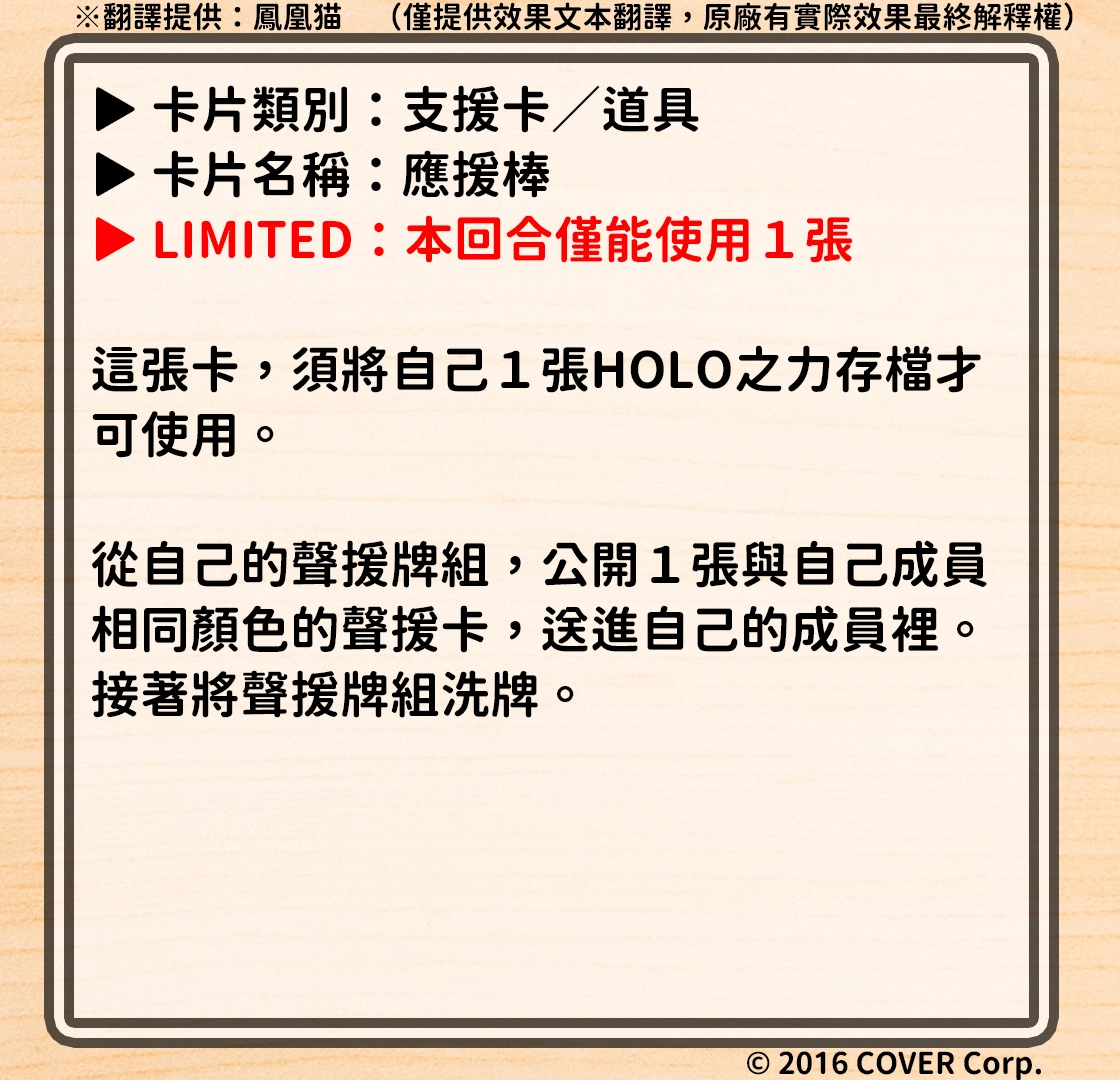 ※翻譯提供：鳳凰猫　（僅提供效果文本翻譯，原廠有實際效果最終解釋權）
▶ 卡片類別：支援卡／道具
▶ 卡片名稱：應援棒
▶ LIMITED：本回合僅能使用１張
這張卡，須將自己１張HOLO之力存檔才
可使用。
從自己的聲援牌組，公開１張與自己成員
相同顏色的聲援卡，送進自己的成員裡。
接著將聲援牌組洗牌。
© 2016 COVER Corp.